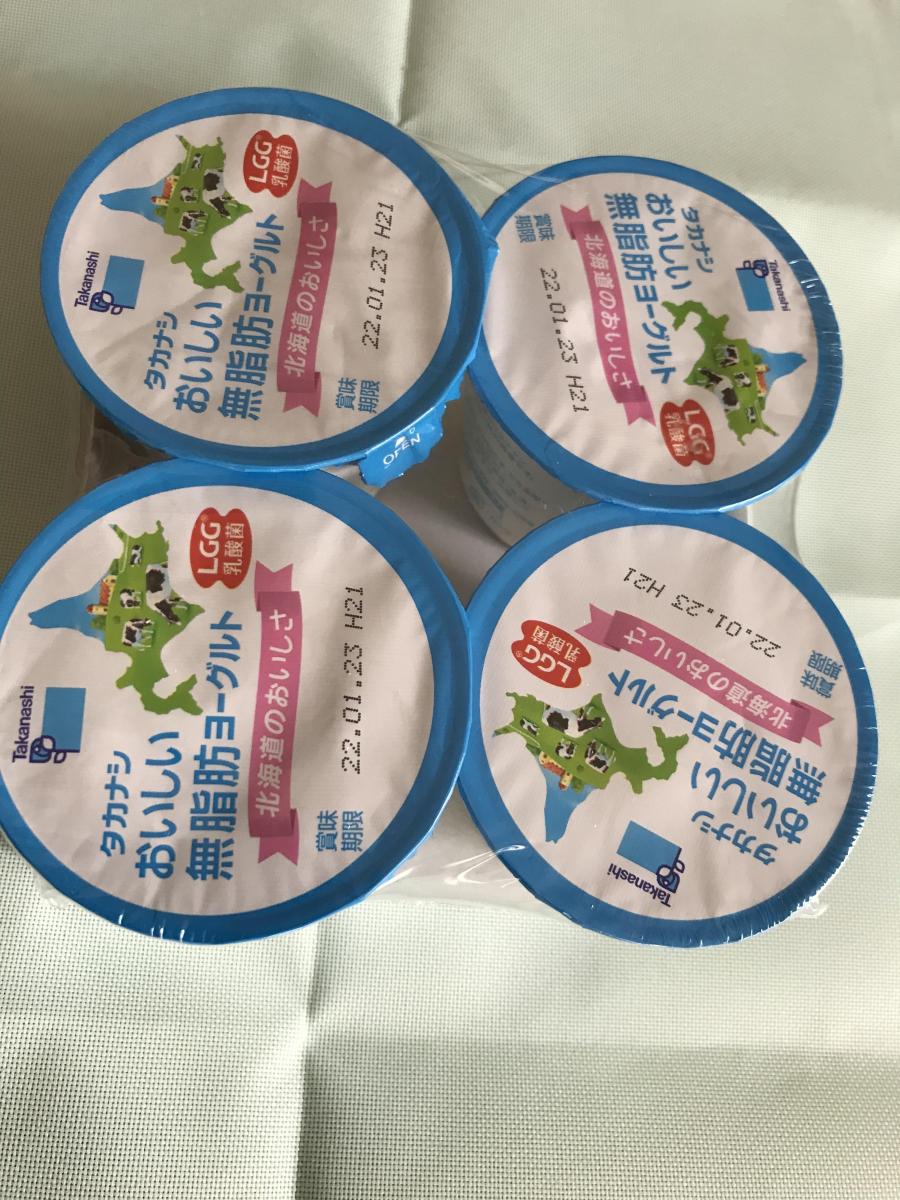 Takanashi
タカナシ
おいしい
無脂肪ヨーグルト
北海道のおいしさ
LGG®
乳酸菌
賞味
期限
22.01.23 H21
OPEN
Takanashi
タカナシ
おいしい
無脂肪ヨーグルト
北海道のおいしさ
LGG®
乳酸菌
賞味
期限
22.01.23 H21
Takanashi
タカナシ
おいしい
無脂肪ヨーグルト
北海道のおいしさ
LGG®
乳酸菌
賞味
期限
22.01.23 H21
Takanashi
タカナシ
おいしい
無脂肪ヨーグルト
北海道のおいしさ
LGG®
乳酸菌
賞味
期限
22.01.23 H21